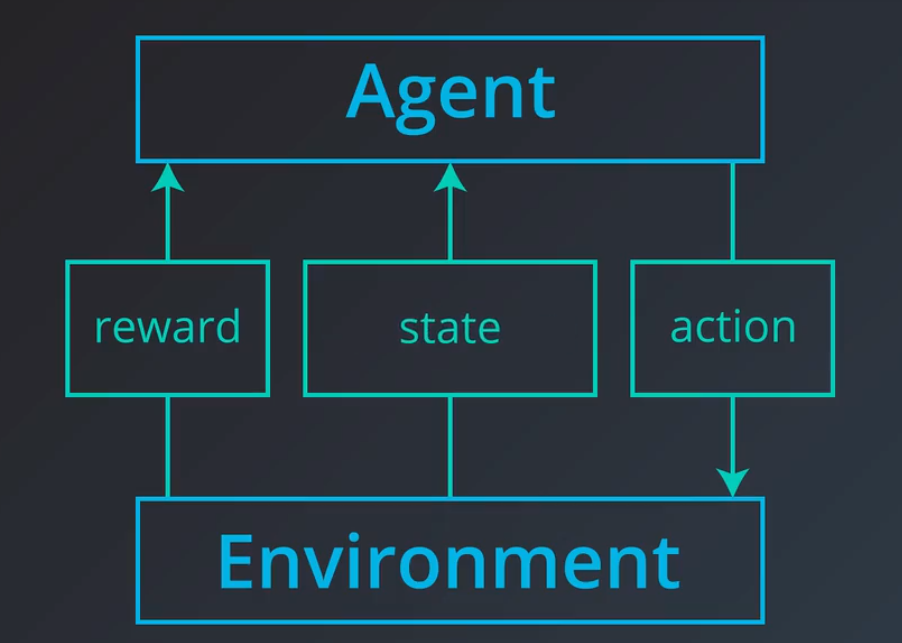 Agent
reward
state
action
Environment